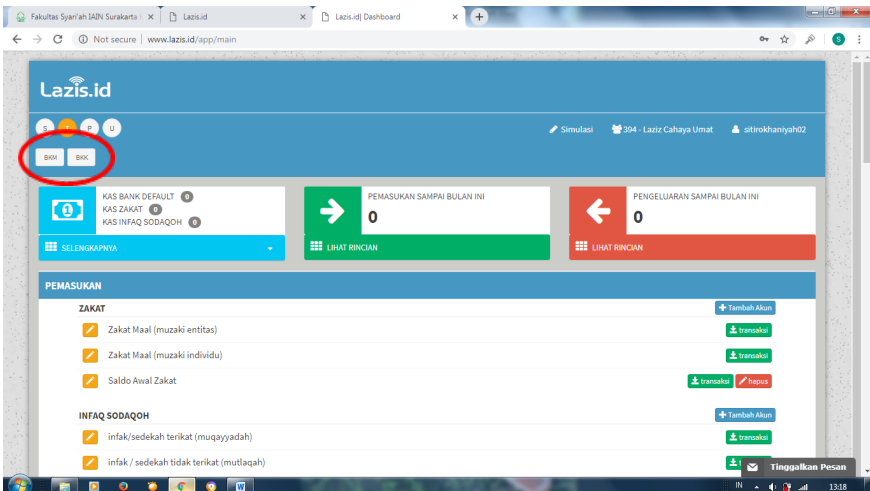 Fakultas Syari'ah IAIN Surakarta
Lazis.id
Lazis.id| Dashboard
Not secure | www.lazis.id/app/main
S
Lazis.id
S T P U
Simulasi 394 - Laziz Cahaya Umat sitirokhaniyah02
BKM BKK
KAS BANK DEFAULT 0
KAS ZAKAT 0
KAS INFAQ SODAQOH 0
SELENGKAPNYA
PEMASUKAN SAMPAI BULAN INI
0
LIHAT RINCIAN
PENGELUARAN SAMPAI BULAN INI
0
LIHAT RINCIAN
PEMASUKAN
ZAKAT Tambah Akun
Zakat Maal (muzaki entitas) transaksi
Zakat Maal (muzaki individu) transaksi
Saldo Awal Zakat transaksi hapus
INFAQ SODAQOH Tambah Akun
infak/sedekah terikat (muqayyadah) transaksi
infak / sedekah tidak terikat (mutlaqah)
Tinggalkan Pesan
IN 13:18